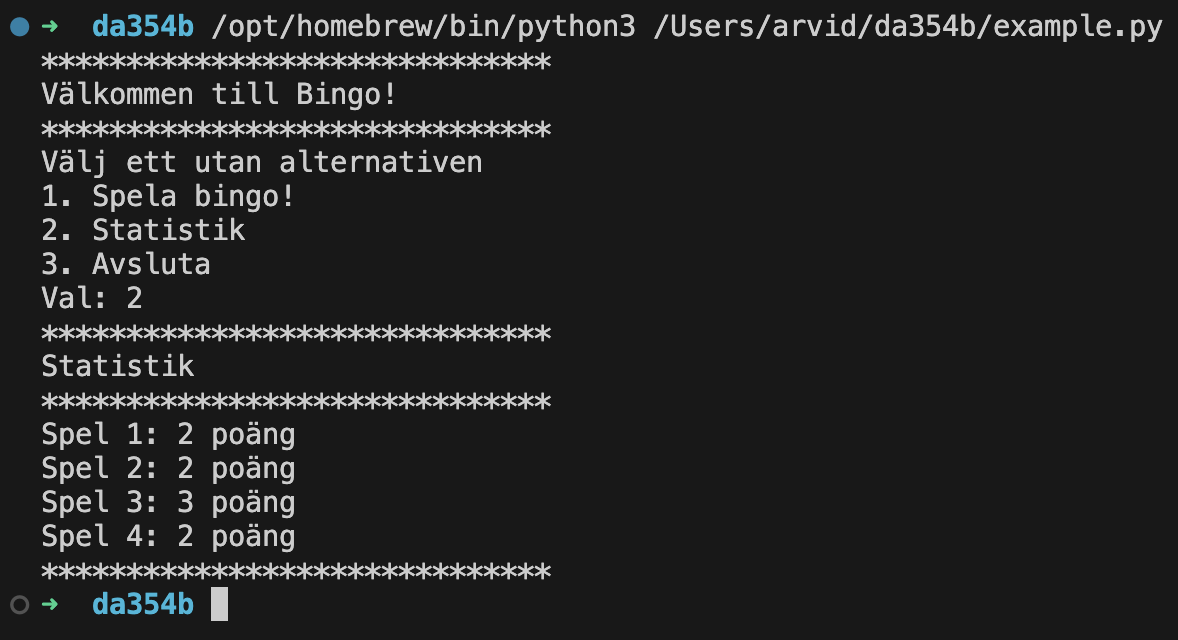 ➜ da354b /opt/homebrew/bin/python3 /Users/arvid/da354b/example.py
******************************
Välkommen till Bingo!
******************************
Välj ett utan alternativen
1. Spela bingo!
2. Statistik
3. Avsluta
Val: 2
******************************
Statistik
******************************
Spel 1: 2 poäng
Spel 2: 2 poäng
Spel 3: 3 poäng
Spel 4: 2 poäng
******************************
➜ da354b